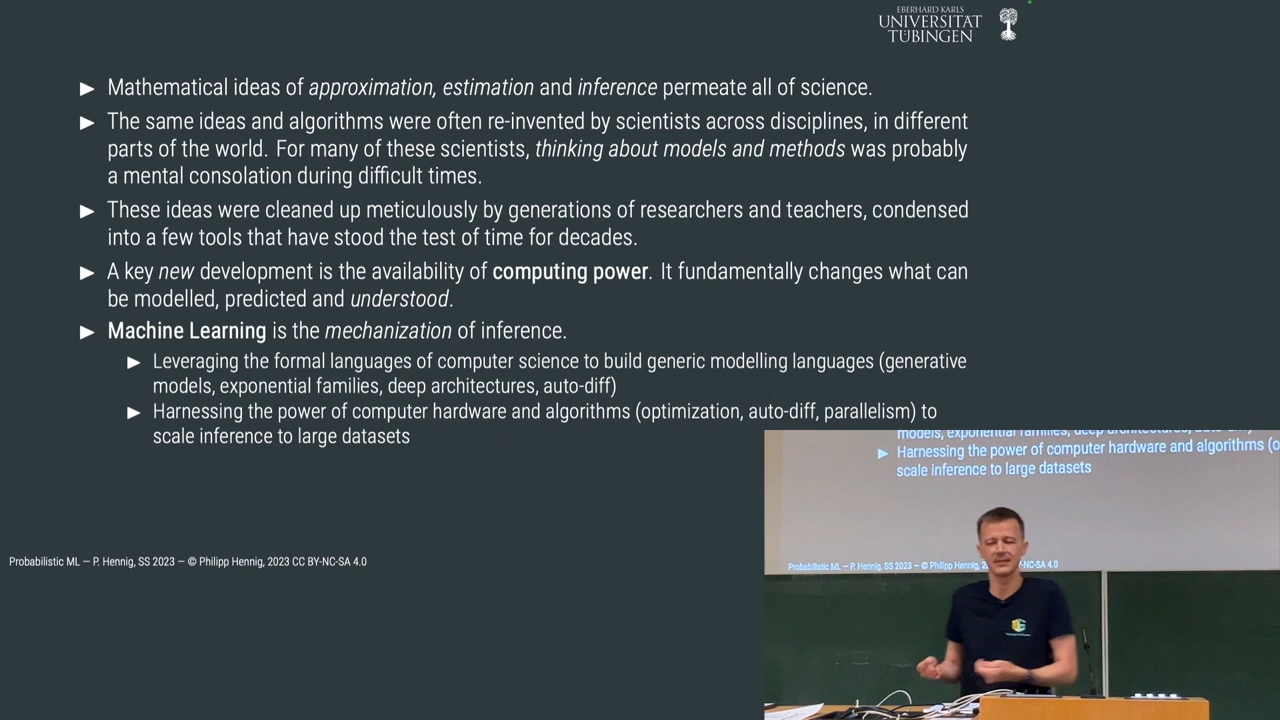 EBERHARD KARLS
UNIVERSITÄT
TÜBINGEN
► Mathematical ideas of approximation, estimation and inference permeate all of science.
► The same ideas and algorithms were often re-invented by scientists across disciplines, in different
parts of the world. For many of these scientists, thinking about models and methods was probably
a mental consolation during difficult times.
► These ideas were cleaned up meticulously by generations of researchers and teachers, condensed
into a few tools that have stood the test of time for decades.
► A key new development is the availability of computing power. It fundamentally changes what can
be modelled, predicted and understood.
► Machine Learning is the mechanization of inference.
► Leveraging the formal languages of computer science to build generic modelling languages (generative
models, exponential families, deep architectures, auto-diff)
► Harnessing the power of computer hardware and algorithms (optimization, auto-diff, parallelism) to
scale inference to large datasets
models, exponential families, deep architectures,
► Harnessing the power of computer hardware and algorithms (o
scale inference to large datasets
Probabilistic ML — P. Hennig, SS 2023 — © Philipp Hennig, 2023 CC BY-NC-SA 4.0
Probabilistic ML — P. Hennig, SS 2023 — © Philipp Hennig, 2 NC-SA 4.0